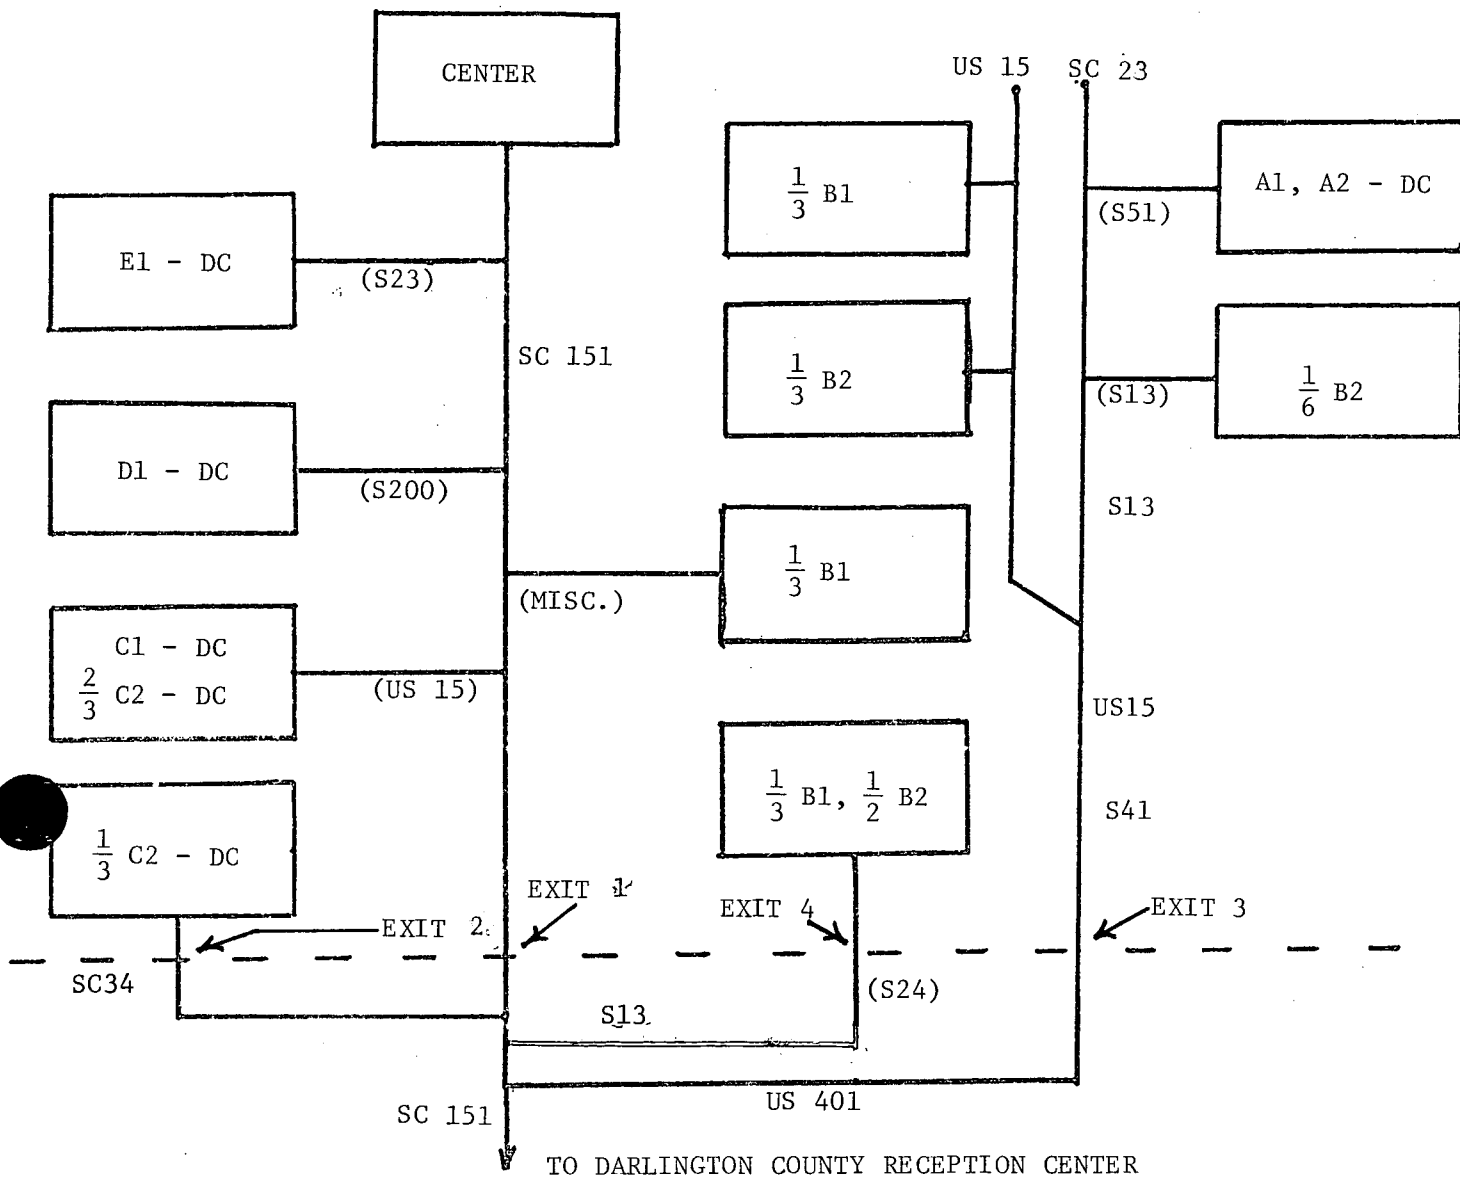 CENTER
US 15 SC 23
1/3 B1
A1, A2 - DC
(S51)
E1 - DC
(S23)
SC 151
1/3 B2
(S13)
1/6 B2
D1 - DC
(S200)
S13
1/3 B1
(MISC.)
C1 - DC
2/3 C2 - DC
(US 15)
US15
1/3 B1, 1/2 B2
S41
1/3 C2 - DC
EXIT 1
EXIT 2
EXIT 4
EXIT 3
SC34
(S24)
S13
US 401
SC 151
TO DARLINGTON COUNTY RECEPTION CENTER